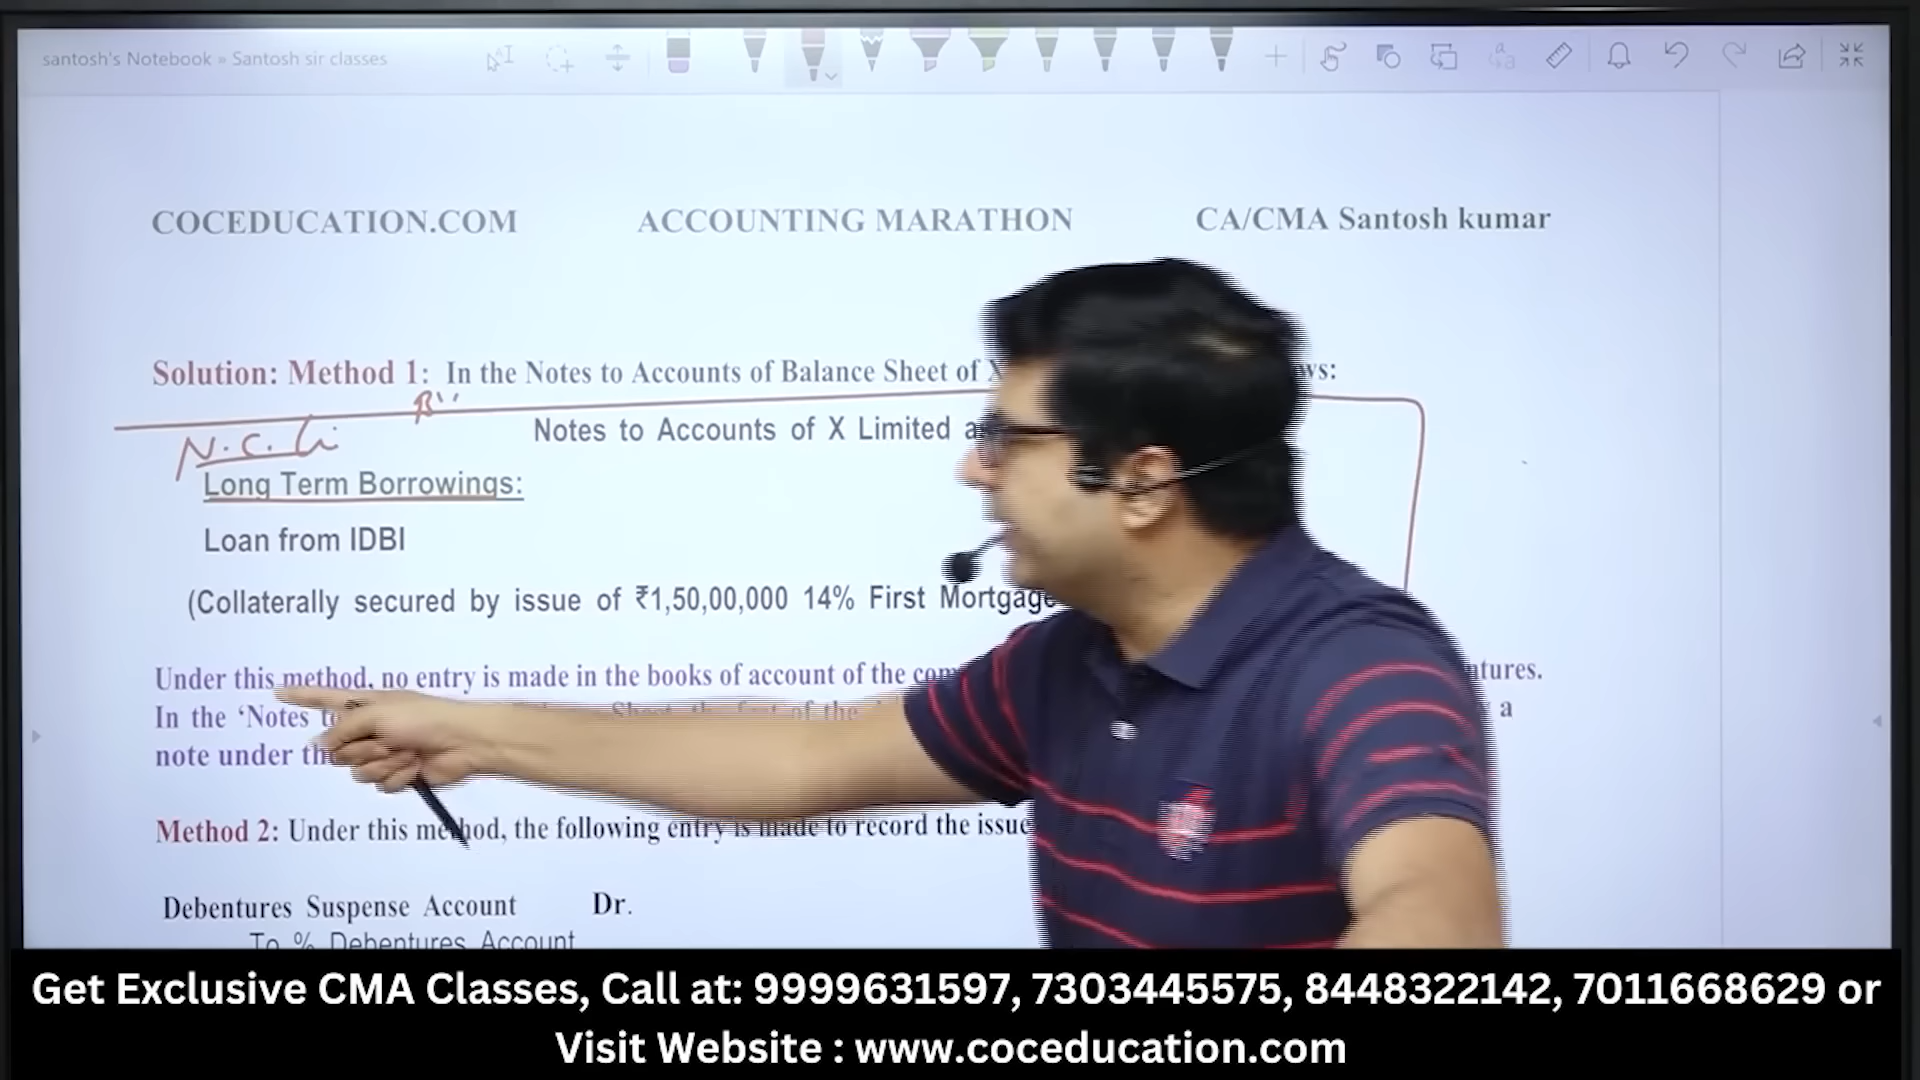 santosh's Notebook » Santosh sir classes
COCEDUCATION.COM ACCOUNTING MARATHON CA/CMA Santosh kumar
Solution: Method 1: In the Notes to Accounts of Balance Sheet of X
N.C. Li
Notes to Accounts of X Limited
Long Term Borrowings:
Loan from IDBI
(Collaterally secured by issue of ₹1,50,00,000 14% First Mortgage
Under this method, no entry is made in the books of account of the
In the ‘Notes a
note under
Method 2: Under this method, the following entry is made to record the issue
Debentures Suspense Account Dr.
To % Debentures Account
Get Exclusive CMA Classes, Call at: 9999631597, 7303445575, 8448322142, 7011668629 or
Visit Website : www.coceducation.com